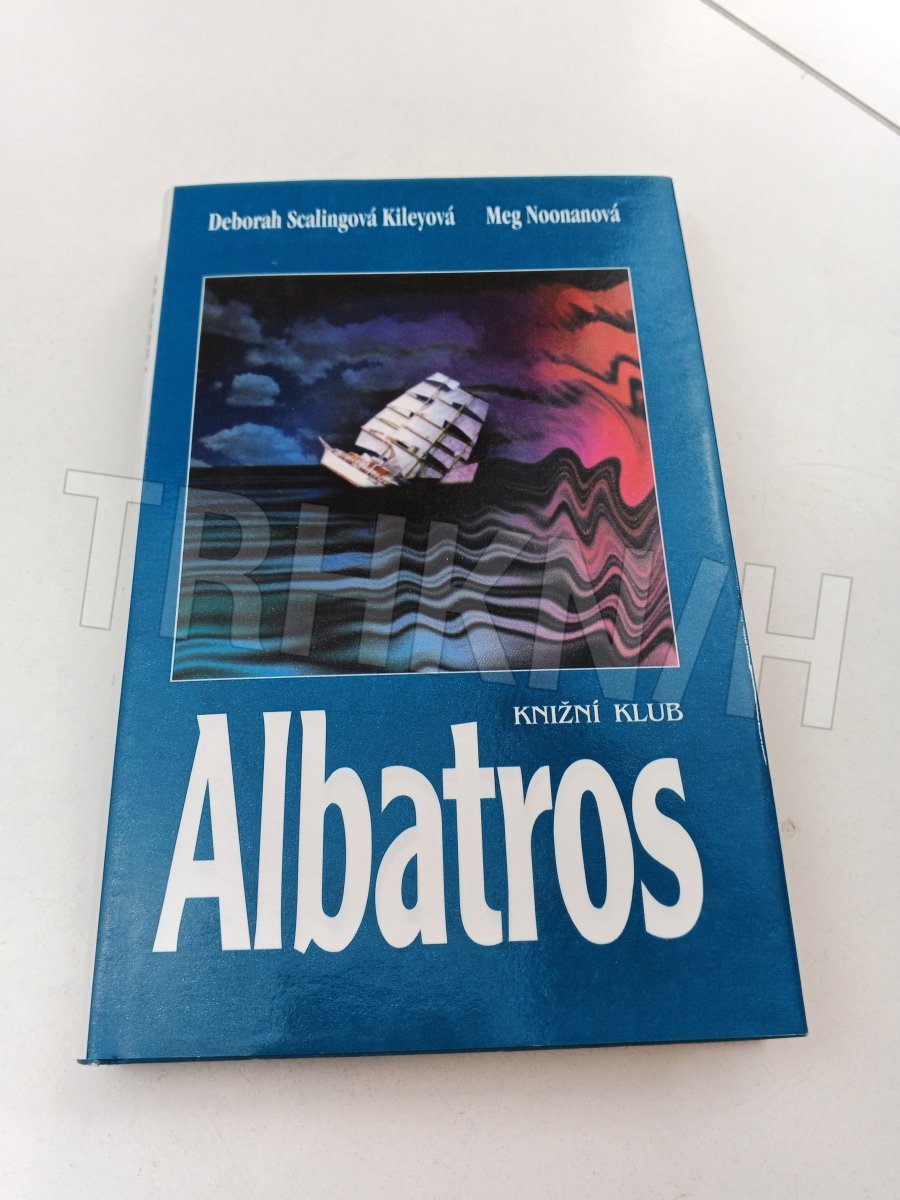 Deborah Scalingová Kileyová Meg Noonanová
TRHKNIH
KNIŽNÍ KLUB
Albatros